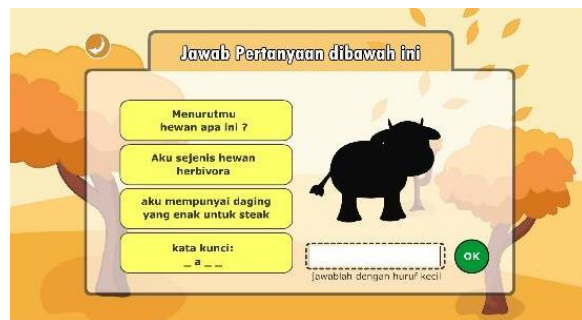 Jawab Pertanyaan dibawah ini
Menurutmu
hewan apa ini ?
Aku sejenis hewan
herbivora
aku mempunyai daging
yang enak untuk steak
kata kunci:
_ a _ _
OK
jawablah dengan huruf kecil